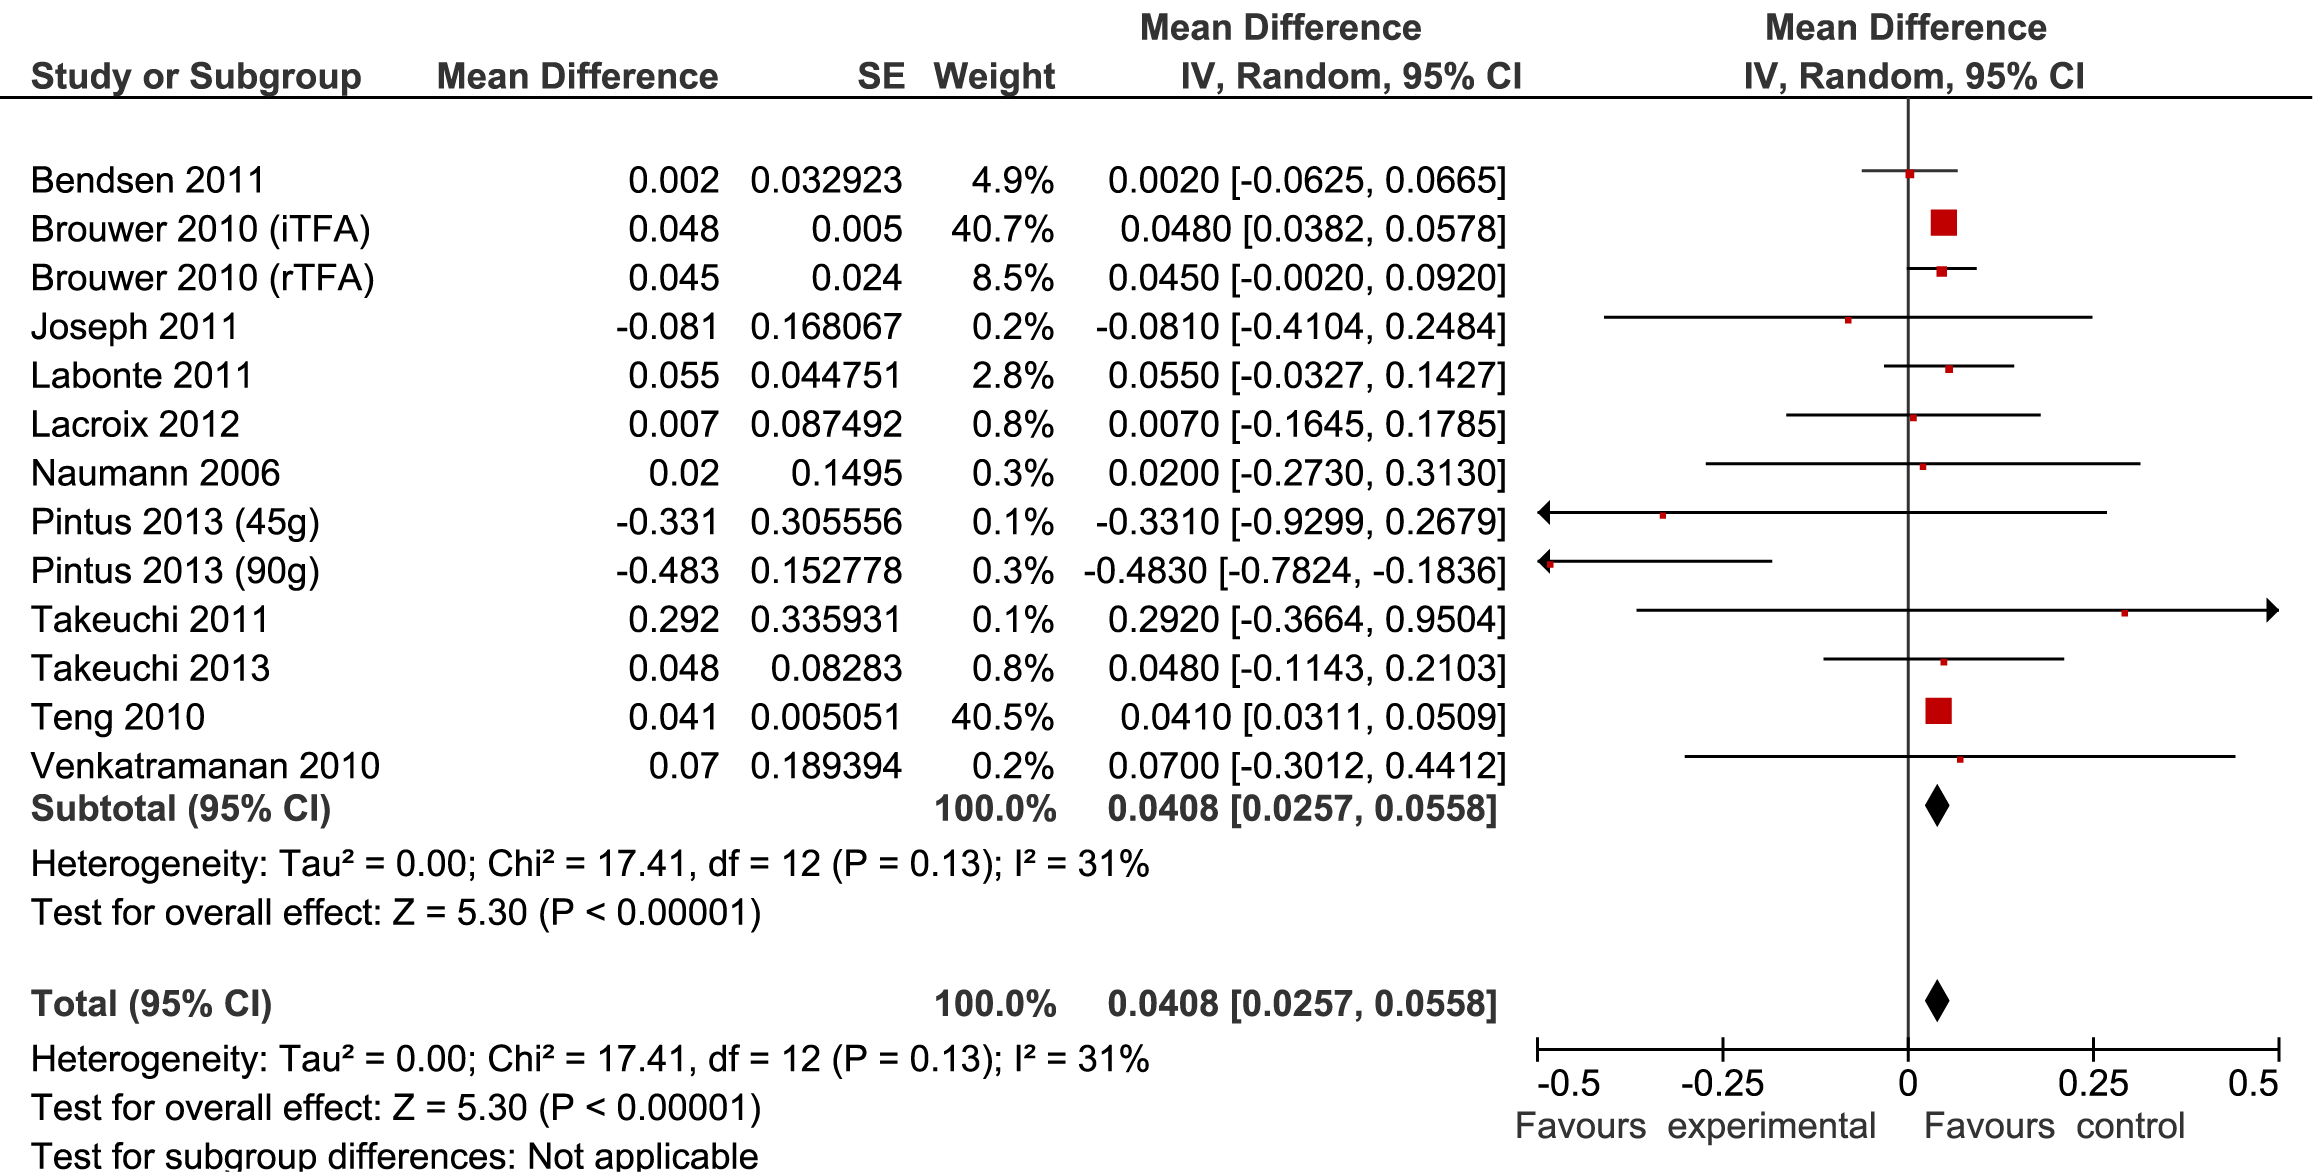 Mean Difference Mean Difference
Study or Subgroup Mean Difference SE Weight IV, Random, 95% CI IV, Random, 95% CI
Bendsen 2011 0.002 0.032923 4.9% 0.0020 [-0.0625, 0.0665]
Brouwer 2010 (iTFA) 0.048 0.005 40.7% 0.0480 [0.0382, 0.0578]
Brouwer 2010 (rTFA) 0.045 0.024 8.5% 0.0450 [-0.0020, 0.0920]
Joseph 2011 -0.081 0.168067 0.2% -0.0810 [-0.4104, 0.2484]
Labonte 2011 0.055 0.044751 2.8% 0.0550 [-0.0327, 0.1427]
Lacroix 2012 0.007 0.087492 0.8% 0.0070 [-0.1645, 0.1785]
Naumann 2006 0.02 0.1495 0.3% 0.0200 [-0.2730, 0.3130]
Pintus 2013 (45g) -0.331 0.305556 0.1% -0.3310 [-0.9299, 0.2679]
Pintus 2013 (90g) -0.483 0.152778 0.3% -0.4830 [-0.7824, -0.1836]
Takeuchi 2011 0.292 0.335931 0.1% 0.2920 [-0.3664, 0.9504]
Takeuchi 2013 0.048 0.08283 0.8% 0.0480 [-0.1143, 0.2103]
Teng 2010 0.041 0.005051 40.5% 0.0410 [0.0311, 0.0509]
Venkatramanan 2010 0.07 0.189394 0.2% 0.0700 [-0.3012, 0.4412]
Subtotal (95% CI) 100.0% 0.0408 [0.0257, 0.0558]
Heterogeneity: Tau² = 0.00; Chi² = 17.41, df = 12 (P = 0.13); I² = 31%
Test for overall effect: Z = 5.30 (P < 0.00001)
Total (95% CI) 100.0% 0.0408 [0.0257, 0.0558]
Heterogeneity: Tau² = 0.00; Chi² = 17.41, df = 12 (P = 0.13); I² = 31%
-0.5 -0.25 0 0.25 0.5
Test for overall effect: Z = 5.30 (P < 0.00001)
Favours experimental Favours control
Test for subgroup differences: Not applicable